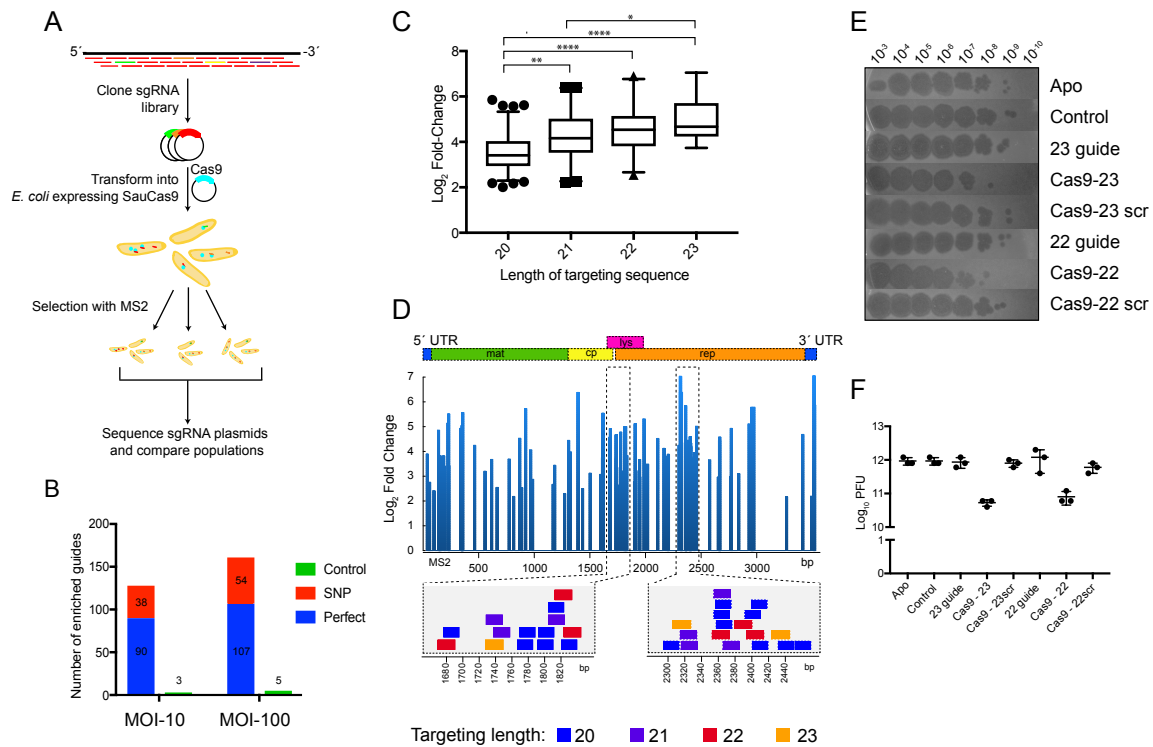 A
5´
-3´
Clone sgRNA
library
Cas9
Transform into
E. coli expressing SauCas9
Selection with MS2
Sequence sgRNA plasmids
and compare populations
B
Number of enriched guides
200
150
100
50
0
38
90
3
54
107
5
MOI-10
MOI-100
Control
SNP
Perfect
C
Log2 Fold-Change
8
6
4
2
0
*
****
****
**
20
21
22
23
Length of targeting sequence
D
5´ UTR
lys
3´ UTR
mat
cp
rep
Log2 Fold Change
7
6
5
4
3
2
1
0
MS2
500
1000
1500
2000
2500
3000
bp
1680
1700
1720
1740
1760
1780
1800
1820
bp
2300
2320
2340
2360
2380
2400
2420
2440
bp
Targeting length:
20
21
22
23
E
10-3
10-4
10-5
10-6
10-7
10-8
10-9
10-10
Apo
Control
23 guide
Cas9-23
Cas9-23 scr
22 guide
Cas9-22
Cas9-22 scr
F
Log10 PFU
13
12
11
10
1
0
Apo
Control
23 guide
Cas9 - 23
Cas9 - 23scr
22 guide
Cas9 - 22
Cas9 - 22scr